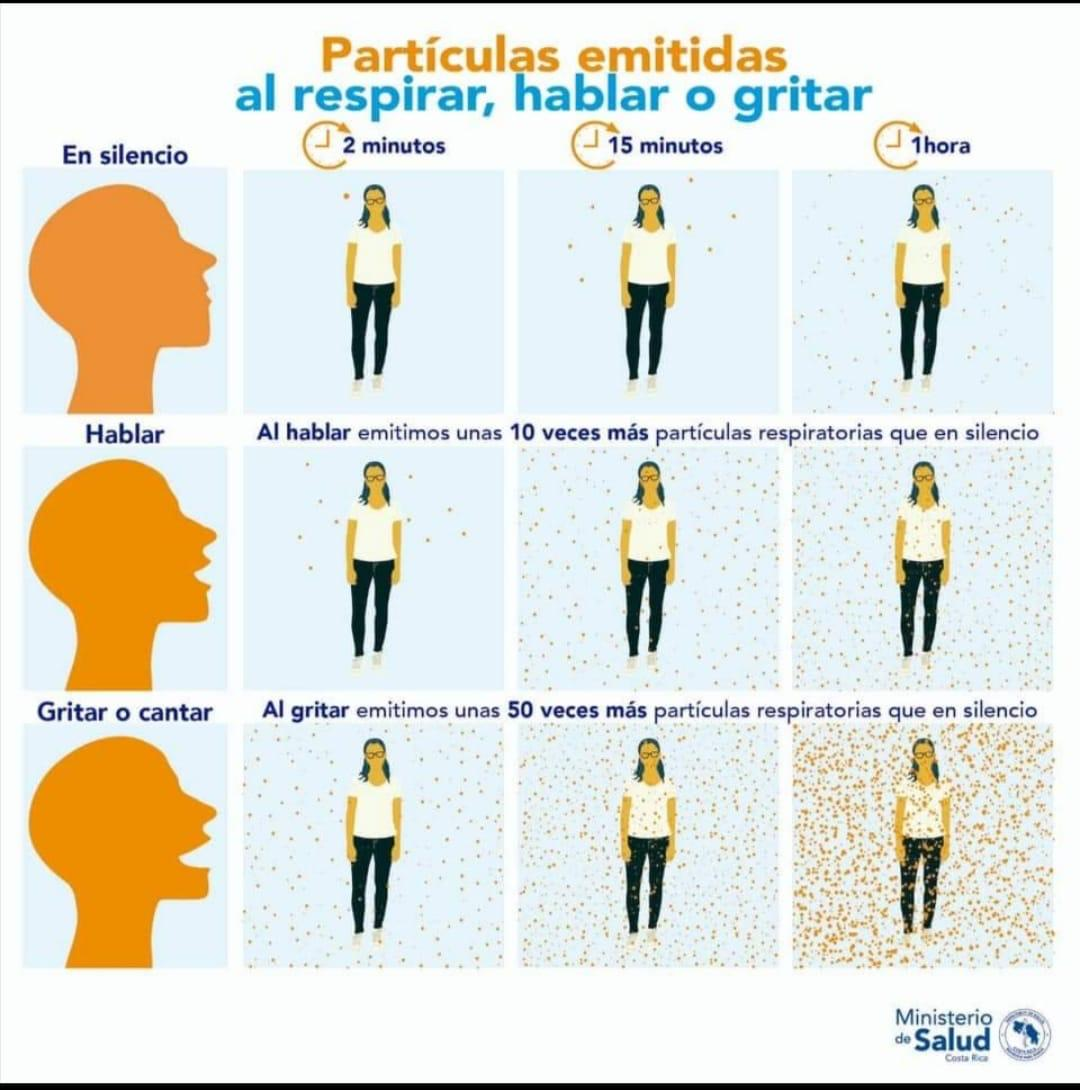 Partículas emitidas
al respirar, hablar o gritar
En silencio
2 minutos
15 minutos
1hora
Hablar
Al hablar emitimos unas 10 veces más partículas respiratorias que en silencio
Gritar o cantar
Al gritar emitimos unas 50 veces más partículas respiratorias que en silencio
Ministerio
de Salud
Costa Rica